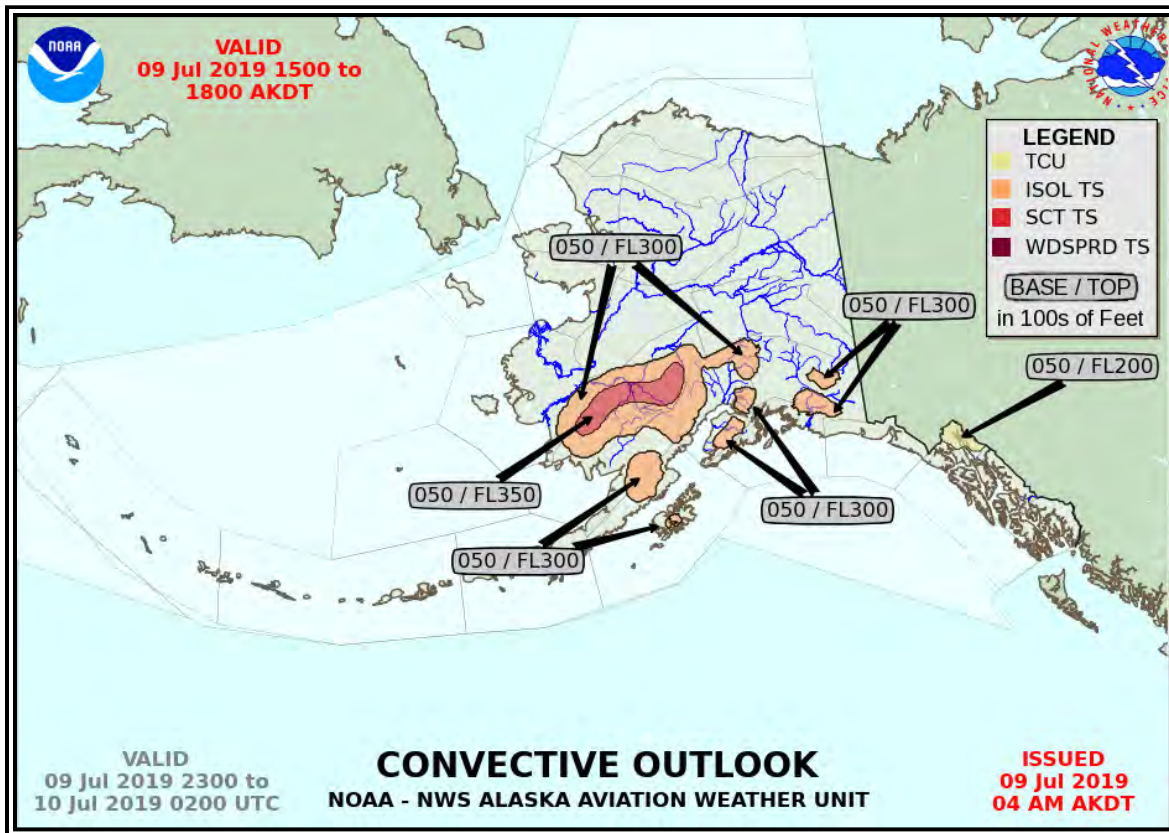 NOAA
VALID
09 Jul 2019 1500 to
1800 AKDT
NATIONAL WEATHER SERVICE
LEGEND
TCU
ISOL TS
SCT TS
WDSPRD TS
BASE / TOP
in 100s of Feet
050 / FL300
050 / FL300
050 / FL200
050 / FL350
050 / FL300
050 / FL300
VALID
09 Jul 2019 2300 to
10 Jul 2019 0200 UTC
CONVECTIVE OUTLOOK
NOAA - NWS ALASKA AVIATION WEATHER UNIT
ISSUED
09 Jul 2019
04 AM AKDT